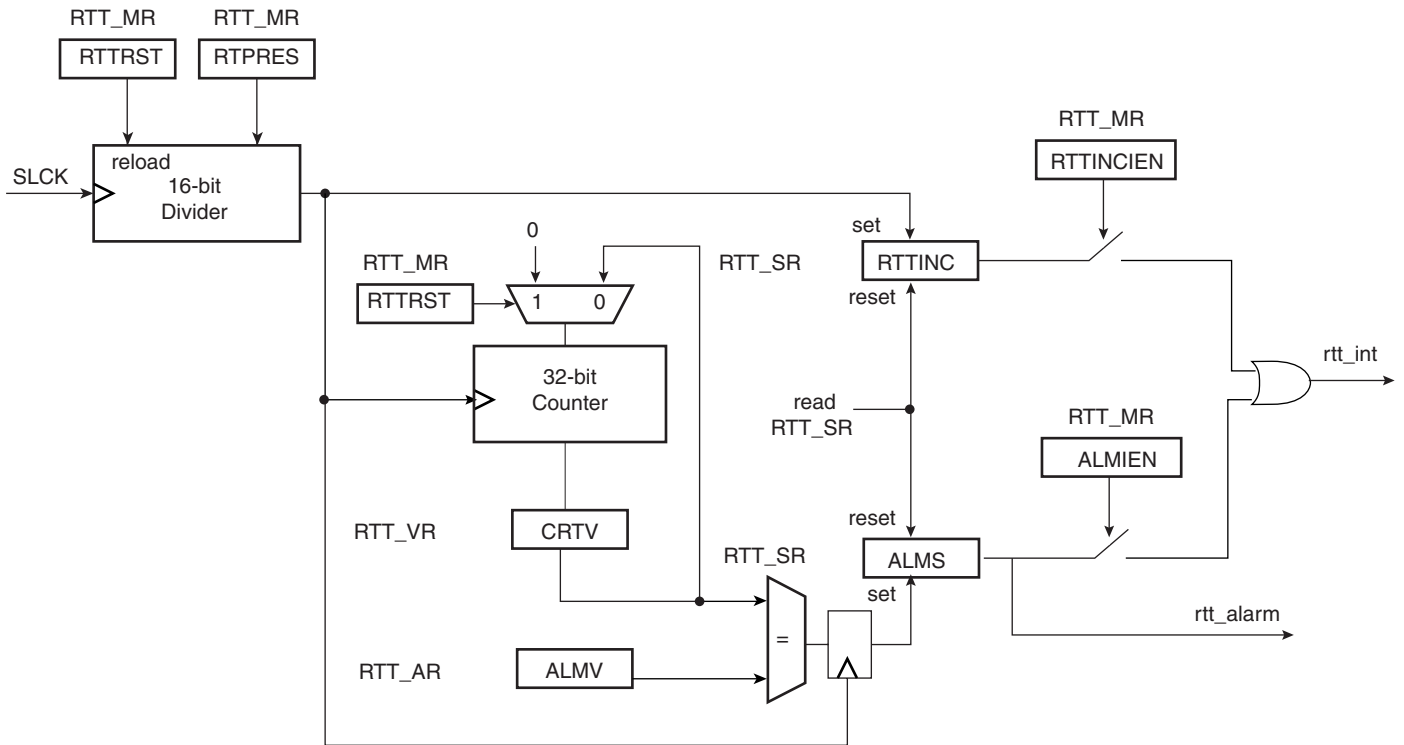 RTT_MR
RTT_MR
RTTRST
RTPRES
SLCK
reload
16-bit
Divider
RTT_MR
RTTINCIEN
0
set
RTT_MR
RTT_SR
RTTINC
RTTRST
1
0
reset
32-bit
Counter
rtt_int
read
RTT_SR
RTT_MR
ALMIEN
reset
RTT_VR
CRTV
RTT_SR
ALMS
set
=
rtt_alarm
RTT_AR
ALMV